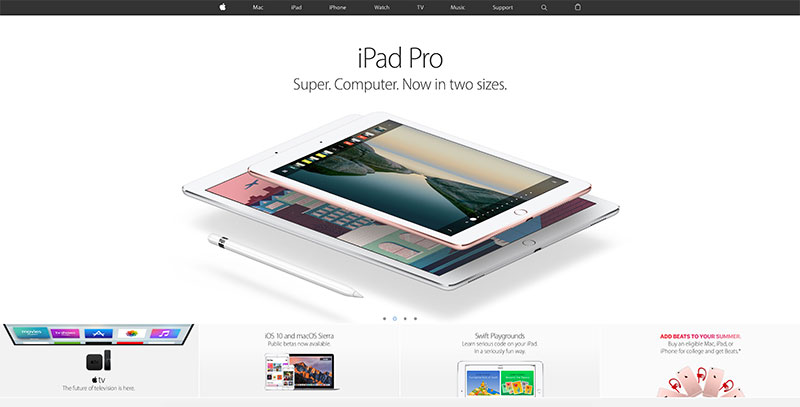 Mac iPad iPhone Watch TV Music Support
iPad Pro
Super. Computer. Now in two sizes.
movies
tv
The future of television is here.
iOS 10 and macOS Sierra
Public betas now available.
Swift Playgrounds
Learn serious code on your iPad.
in a seriously fun way.
ADD BEATS TO YOUR SUMMER.
Buy an eligible Mac, iPad, or
iPhone for college and get Beats.*